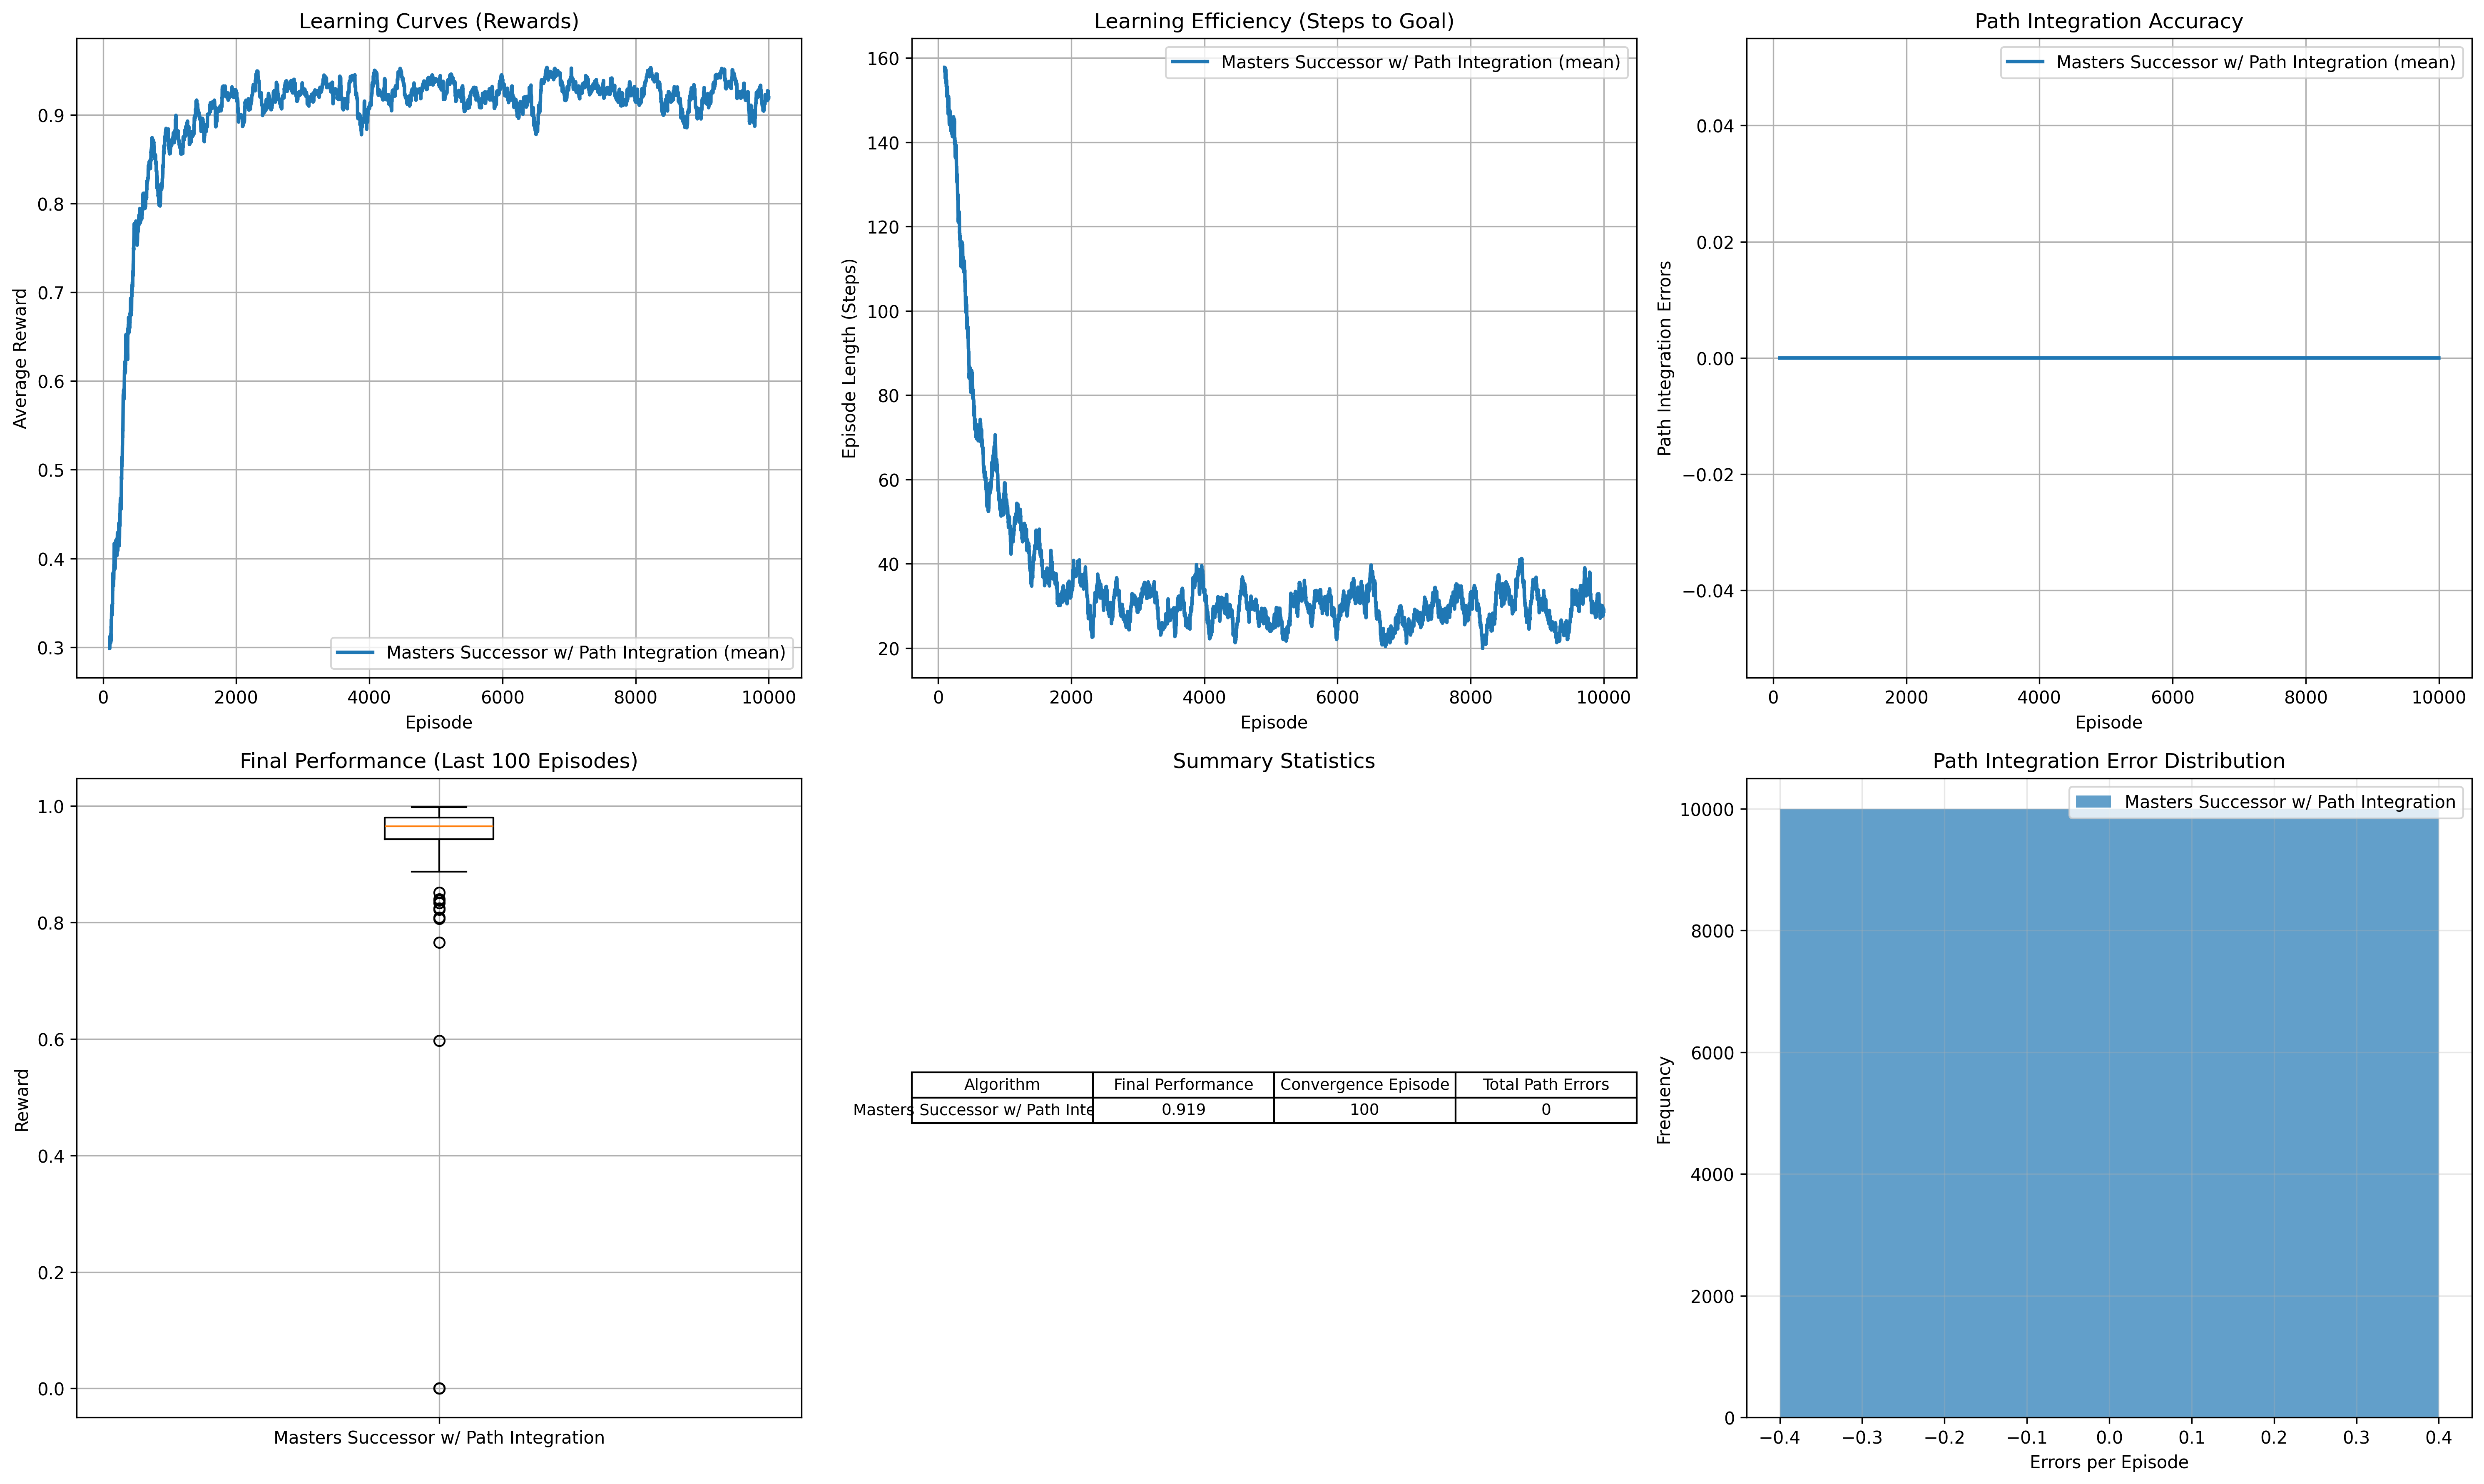 Learning Curves (Rewards)
Average Reward
0.9
0.8
0.7
0.6
0.5
0.4
0.3
Masters Successor w/ Path Integration (mean)
0 2000 4000 6000 8000 10000
Episode
Learning Efficiency (Steps to Goal)
Episode Length (Steps)
160
140
120
100
80
60
40
20
Masters Successor w/ Path Integration (mean)
0 2000 4000 6000 8000 10000
Episode
Path Integration Accuracy
Path Integration Errors
0.04
0.02
0.00
−0.02
−0.04
Masters Successor w/ Path Integration (mean)
0 2000 4000 6000 8000 10000
Episode
Final Performance (Last 100 Episodes)
Reward
1.0
0.8
0.6
0.4
0.2
0.0
Masters Successor w/ Path Integration
Summary Statistics
Algorithm Final Performance Convergence Episode Total Path Errors
Masters Successor w/ Path Inte 0.919 100 0
Path Integration Error Distribution
Frequency
10000
8000
6000
4000
2000
0
Masters Successor w/ Path Integration
−0.4 −0.3 −0.2 −0.1 0.0 0.1 0.2 0.3 0.4
Errors per Episode